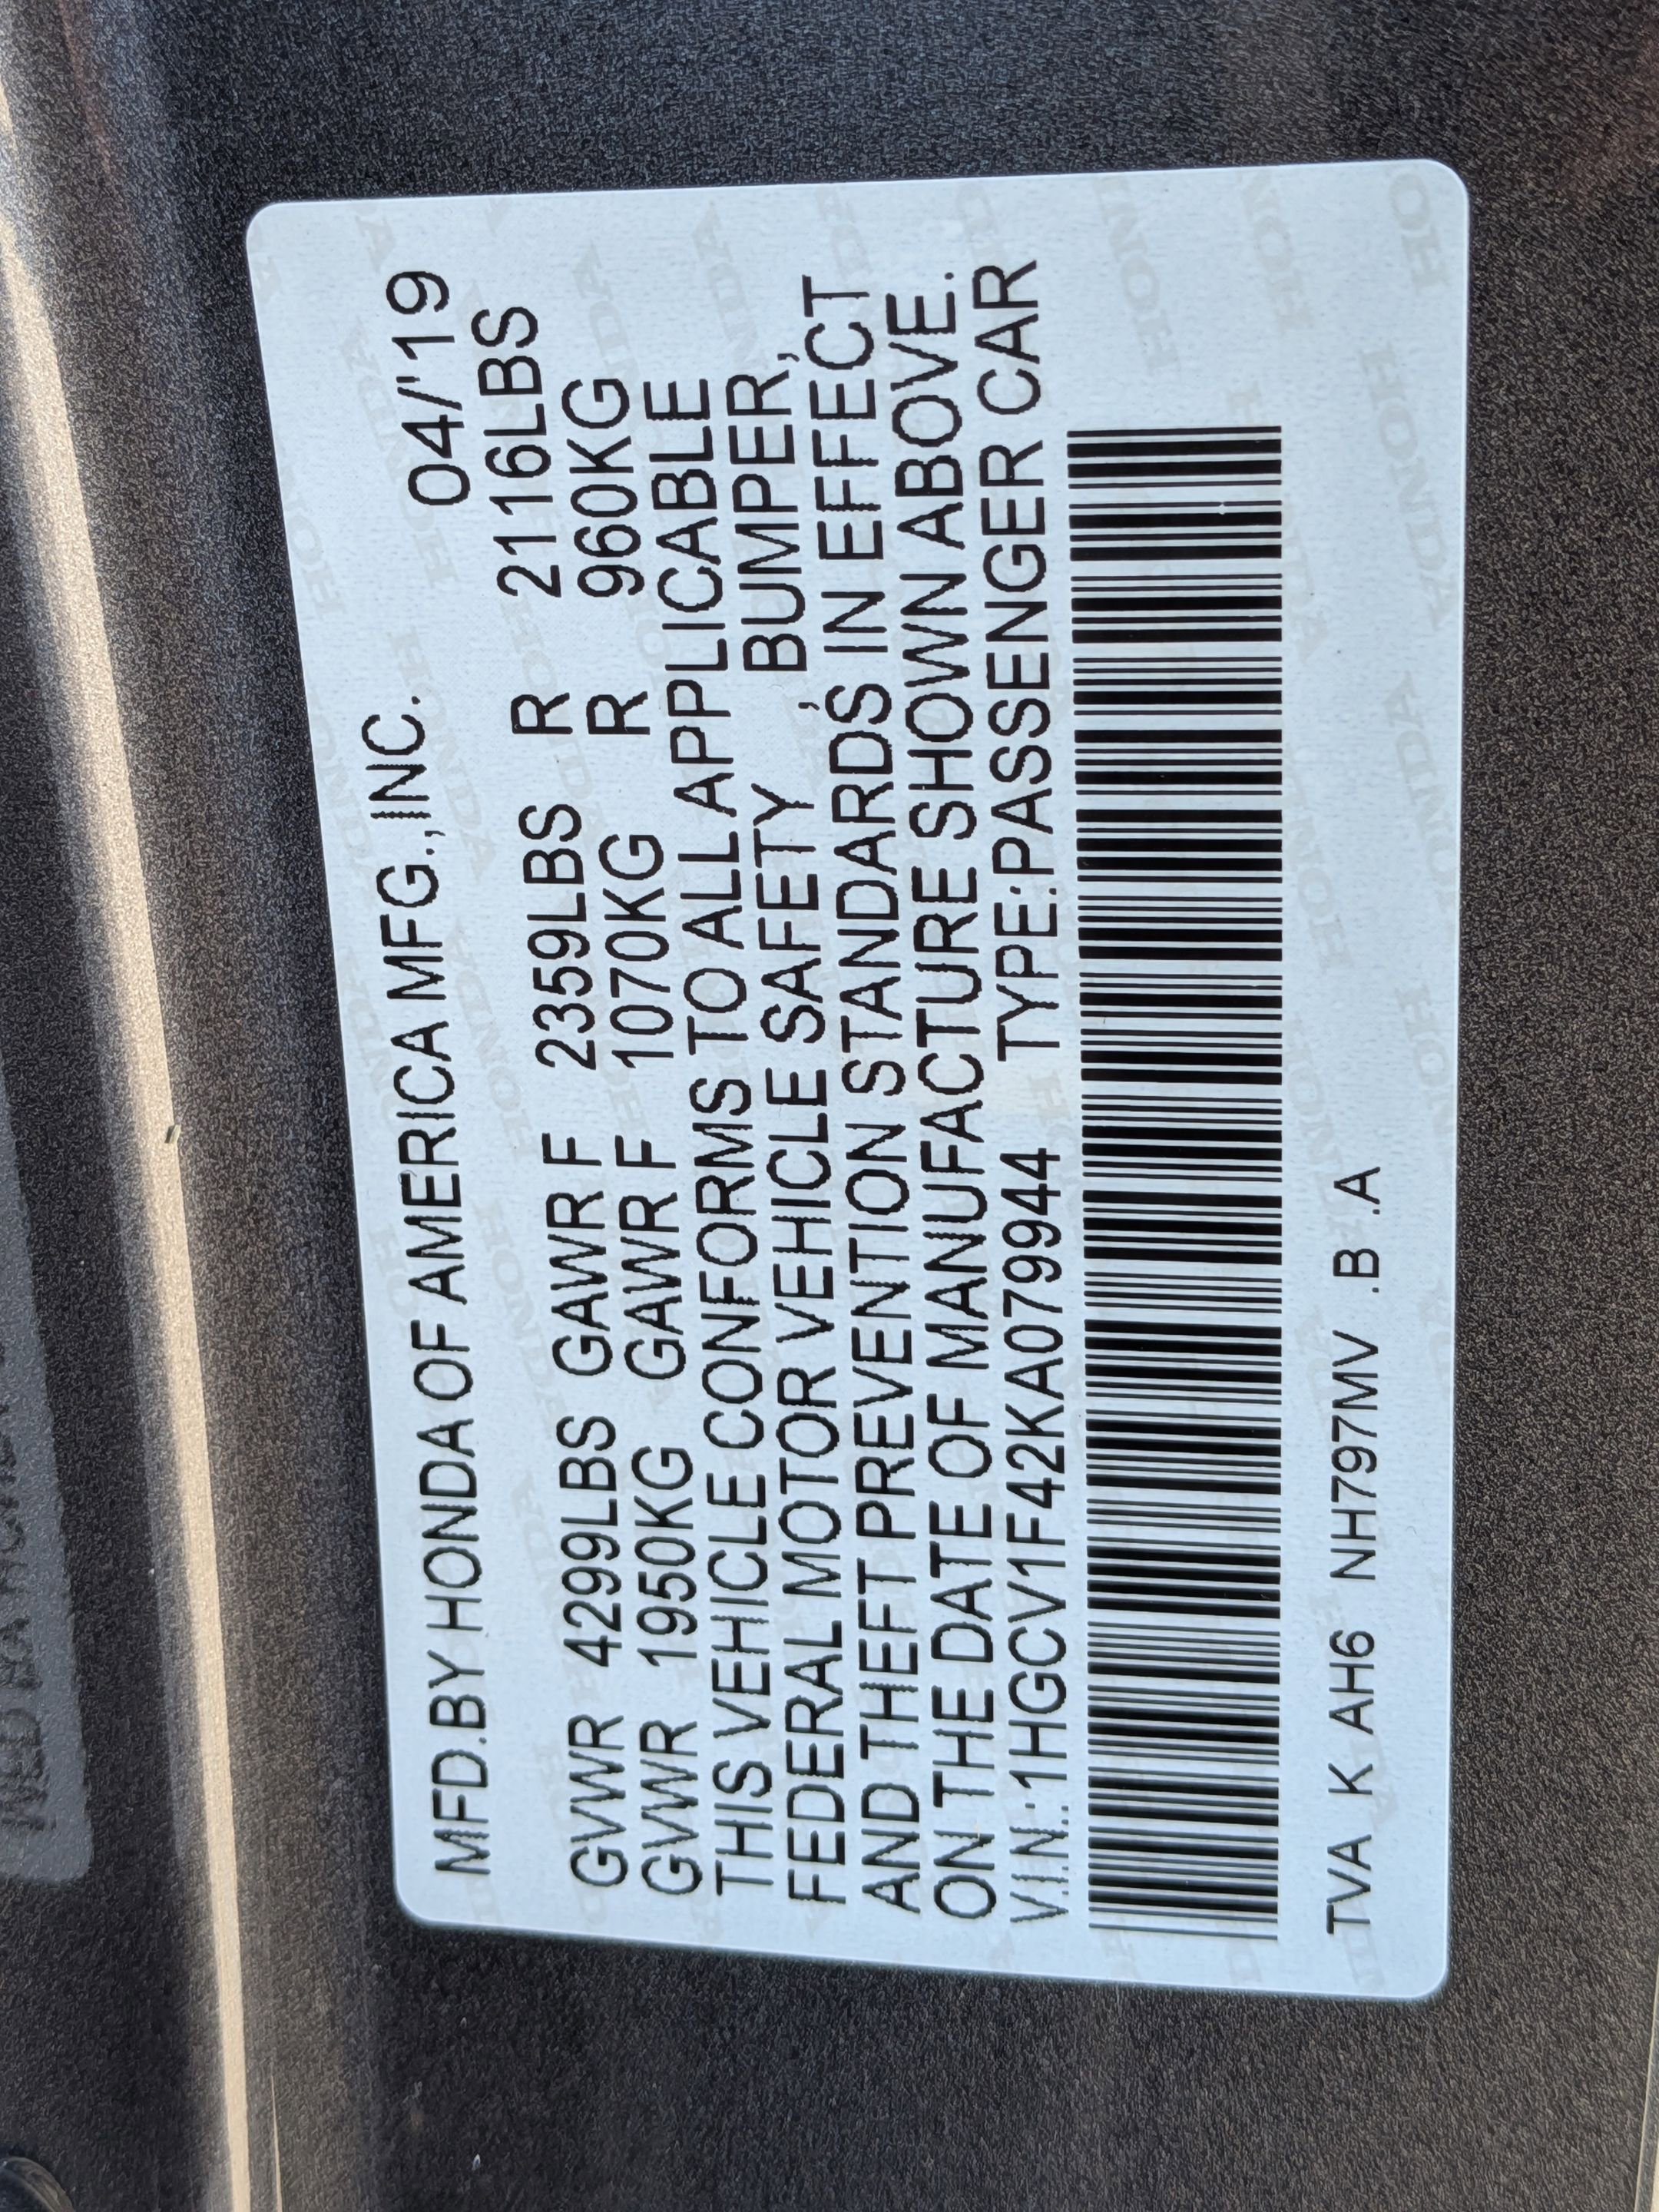 MFD.BY HONDA OF AMERICA MFG.,INC. 04/'19
GVWR 4299LBS GAWR F 2359LBS R 2116LBS
GVWR 1950KG GAWR F 1070KG R 960KG
THIS VEHICLE CONFORMS TO ALL APPLICABLE
FEDERAL MOTOR VEHICLE SAFETY , BUMPER,
AND THEFT PREVENTION STANDARDS IN EFFECT
ON THE DATE OF MANUFACTURE SHOWN ABOVE.
V.I.N.:1HGCV1F42KA079944 TYPE:PASSENGER CAR
TVA K AH6 NH797MV .B .A